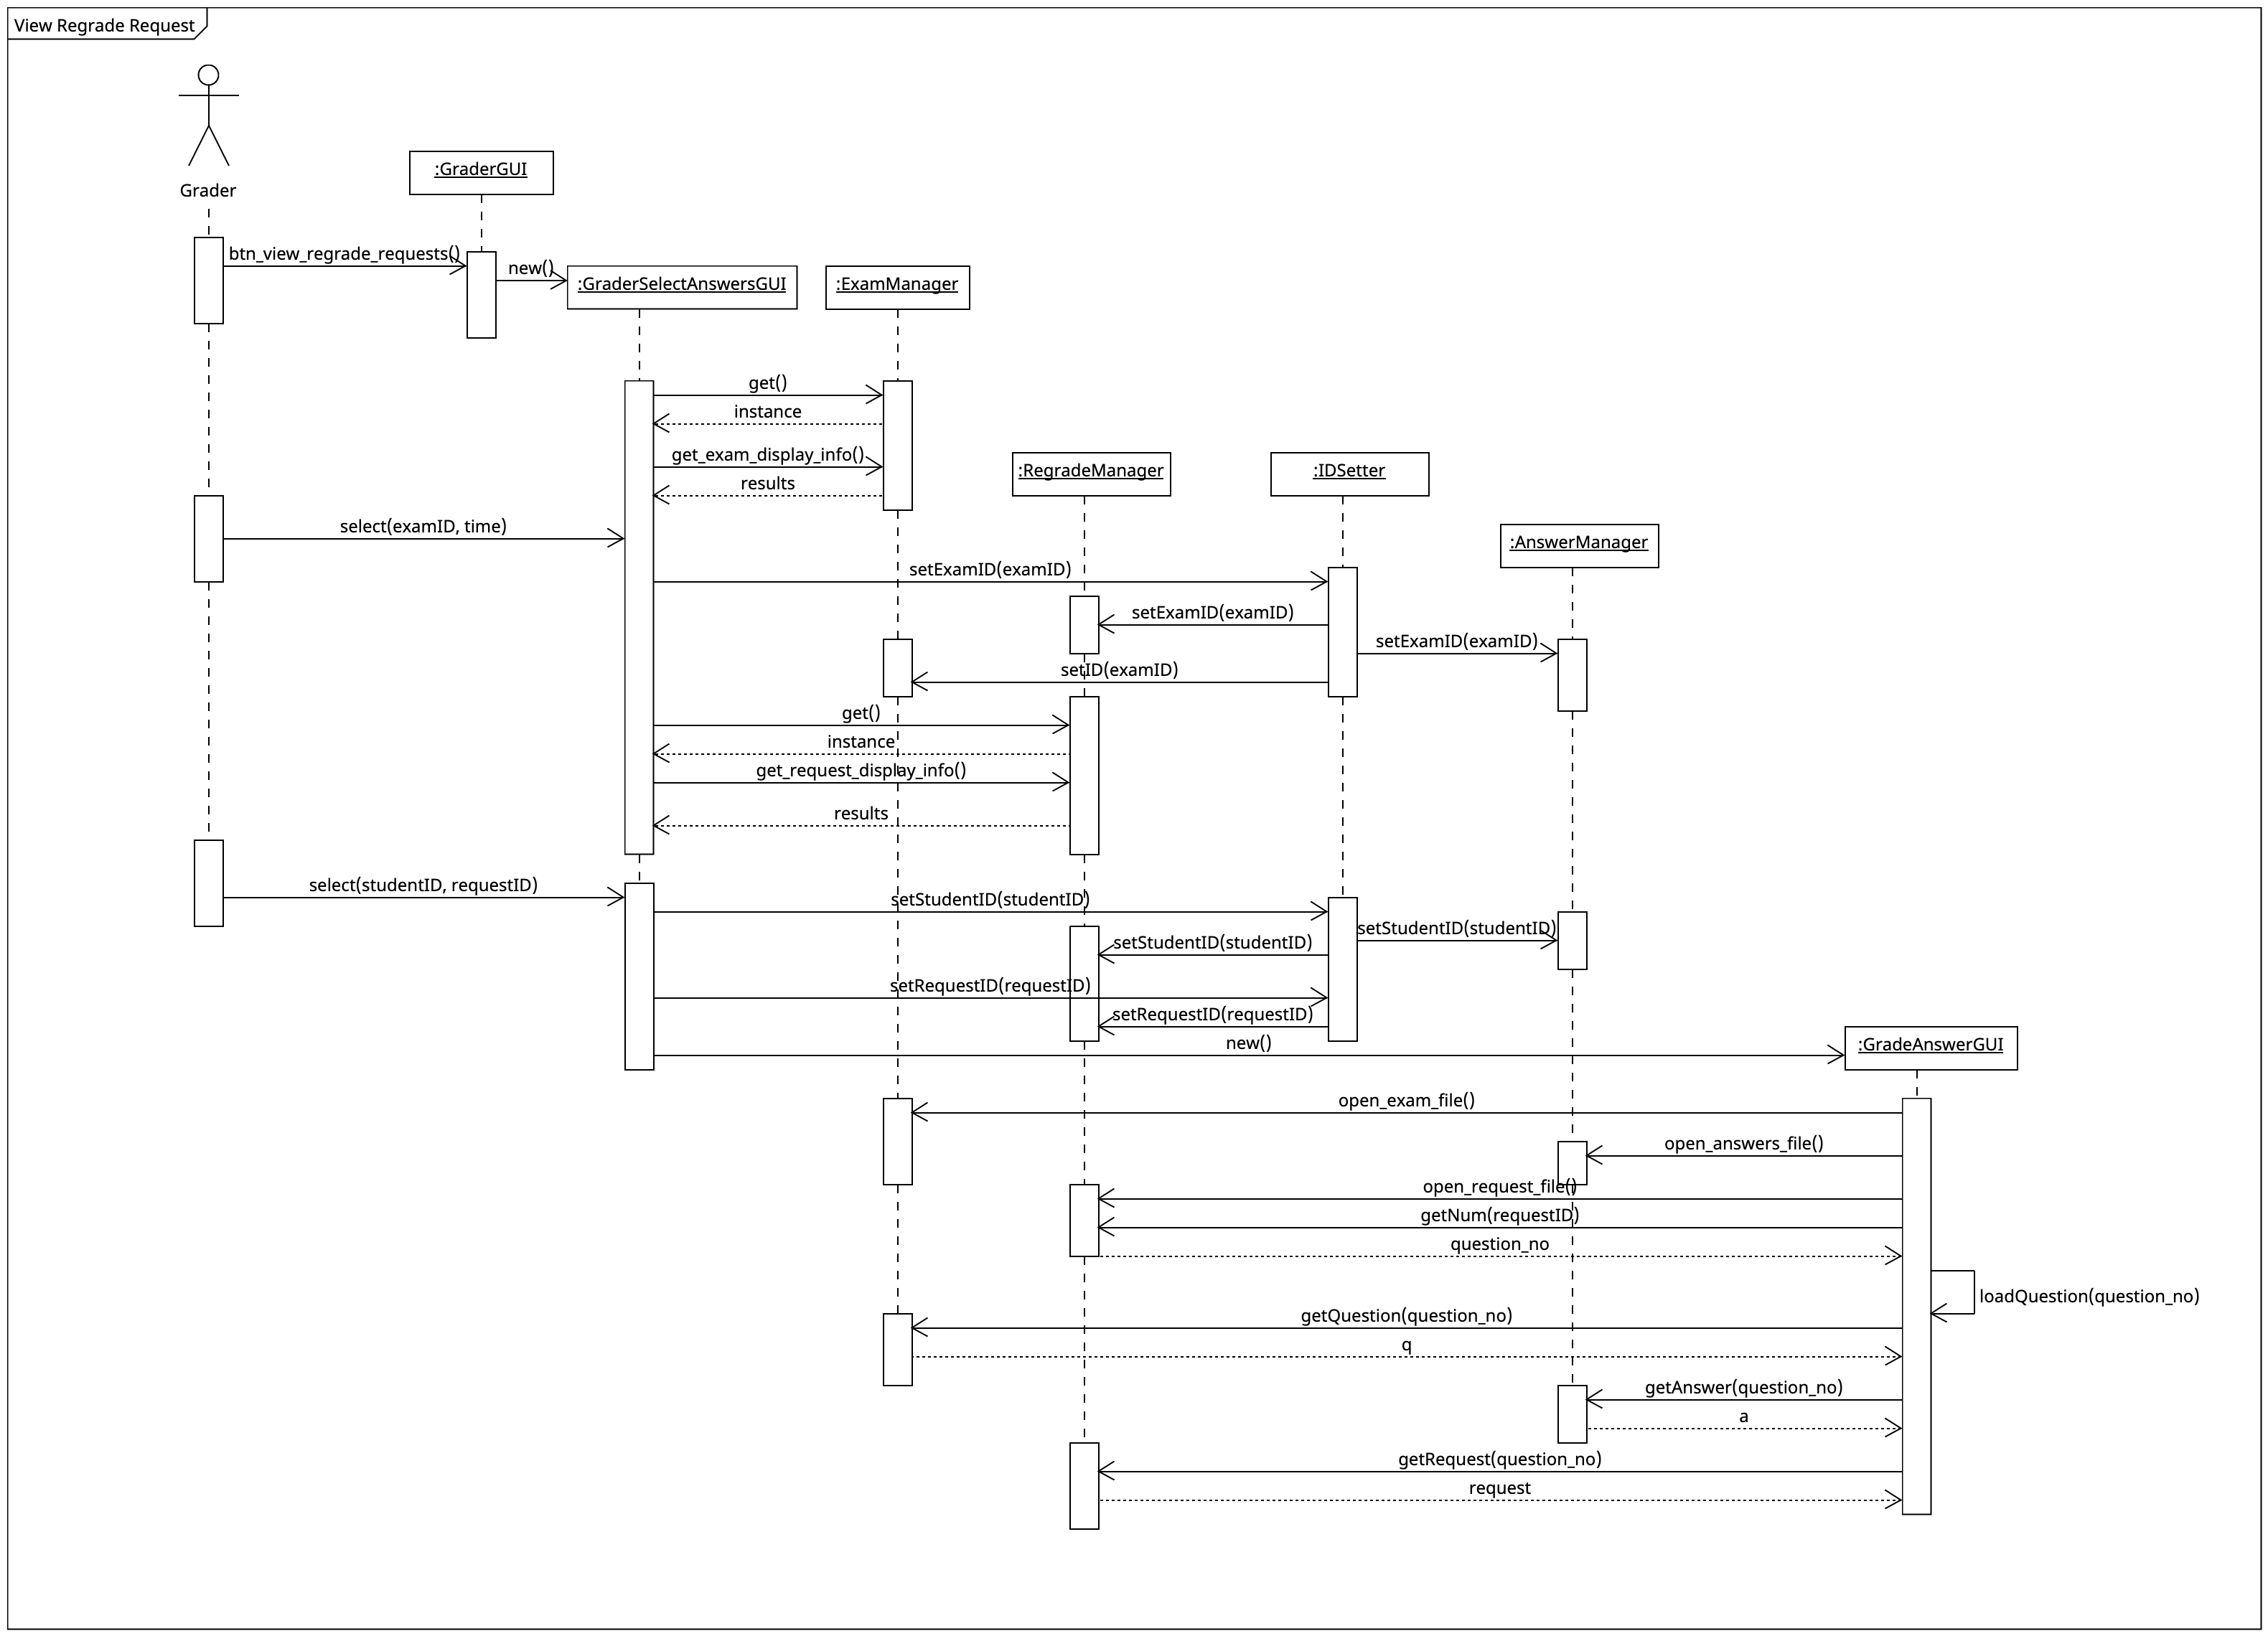 View Regrade Request
Grader
:GraderGUI
btn_view_regrade_requests()
new()
:GraderSelectAnswersGUI
:ExamManager
get()
instance
get_exam_display_info()
results
:RegradeManager
:IDSetter
select(examID, time)
:AnswerManager
setExamID(examID)
setExamID(examID)
setExamID(examID)
setID(examID)
get()
instance
get_request_display_info()
results
select(studentID, requestID)
setStudentID(studentID)
setStudentID(studentID)
setStudentID(studentID)
setRequestID(requestID)
setRequestID(requestID)
new()
:GradeAnswerGUI
open_exam_file()
open_answers_file()
open_request_file()
getNum(requestID)
question_no
loadQuestion(question_no)
getQuestion(question_no)
q
getAnswer(question_no)
a
getRequest(question_no)
request